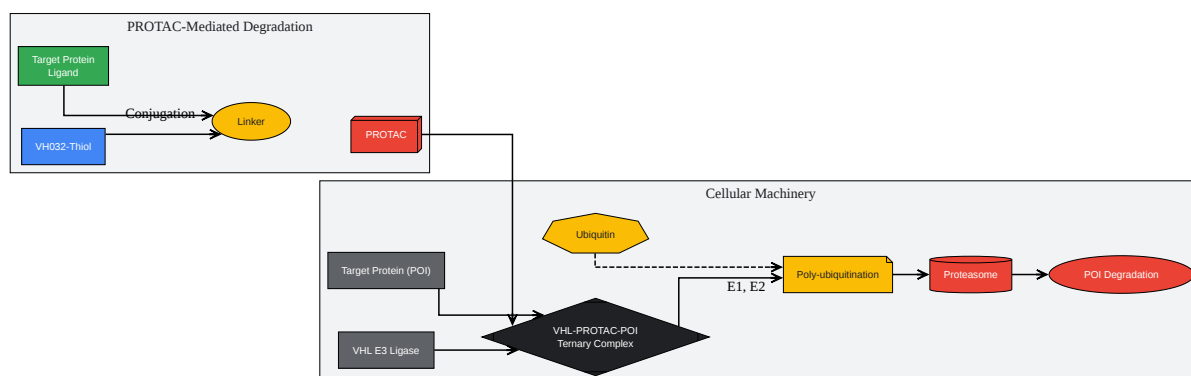 PROTAC-Mediated Degradation
Target Protein
Ligand
Conjugation
Linker
VH032-Thiol
PROTAC
Cellular Machinery
Ubiquitin
Target Protein (POI)
Poly-ubiquitination
Proteasome
POI Degradation
E1, E2
VHL-PROTAC-POI
Ternary Complex
VHL E3 Ligase